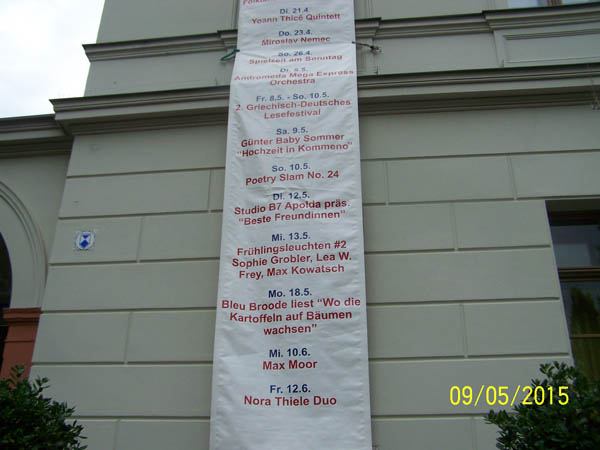 Di. 21.4.
Yoann Thicé Quintett
Do. 23.4.
Miroslav Nemec
So. 26.4.
Spielzeit am Sonntag
Di. 5.5.
Andromeda Mega Express
Orchestra
Fr. 8.5. - So. 10.5.
2. Griechisch-Deutsches
Lesefestival
Sa. 9.5.
Günter Baby Sommer
"Hochzeit in Kommeno"
So. 10.5.
Poetry Slam No. 24
Di. 12.5.
Studio B7 Apolda präs.
"Beste Freundinnen"
Mi. 13.5.
Frühlingsleuchten #2
Sophie Grobler, Lea W.
Frey, Max Kowatsch
Mo. 18.5.
Bleu Broode liest "Wo die
Kartoffeln auf Bäumen
wachsen"
Mi. 10.6.
Max Moor
Fr. 12.6.
Nora Thiele Duo
09/05/2015